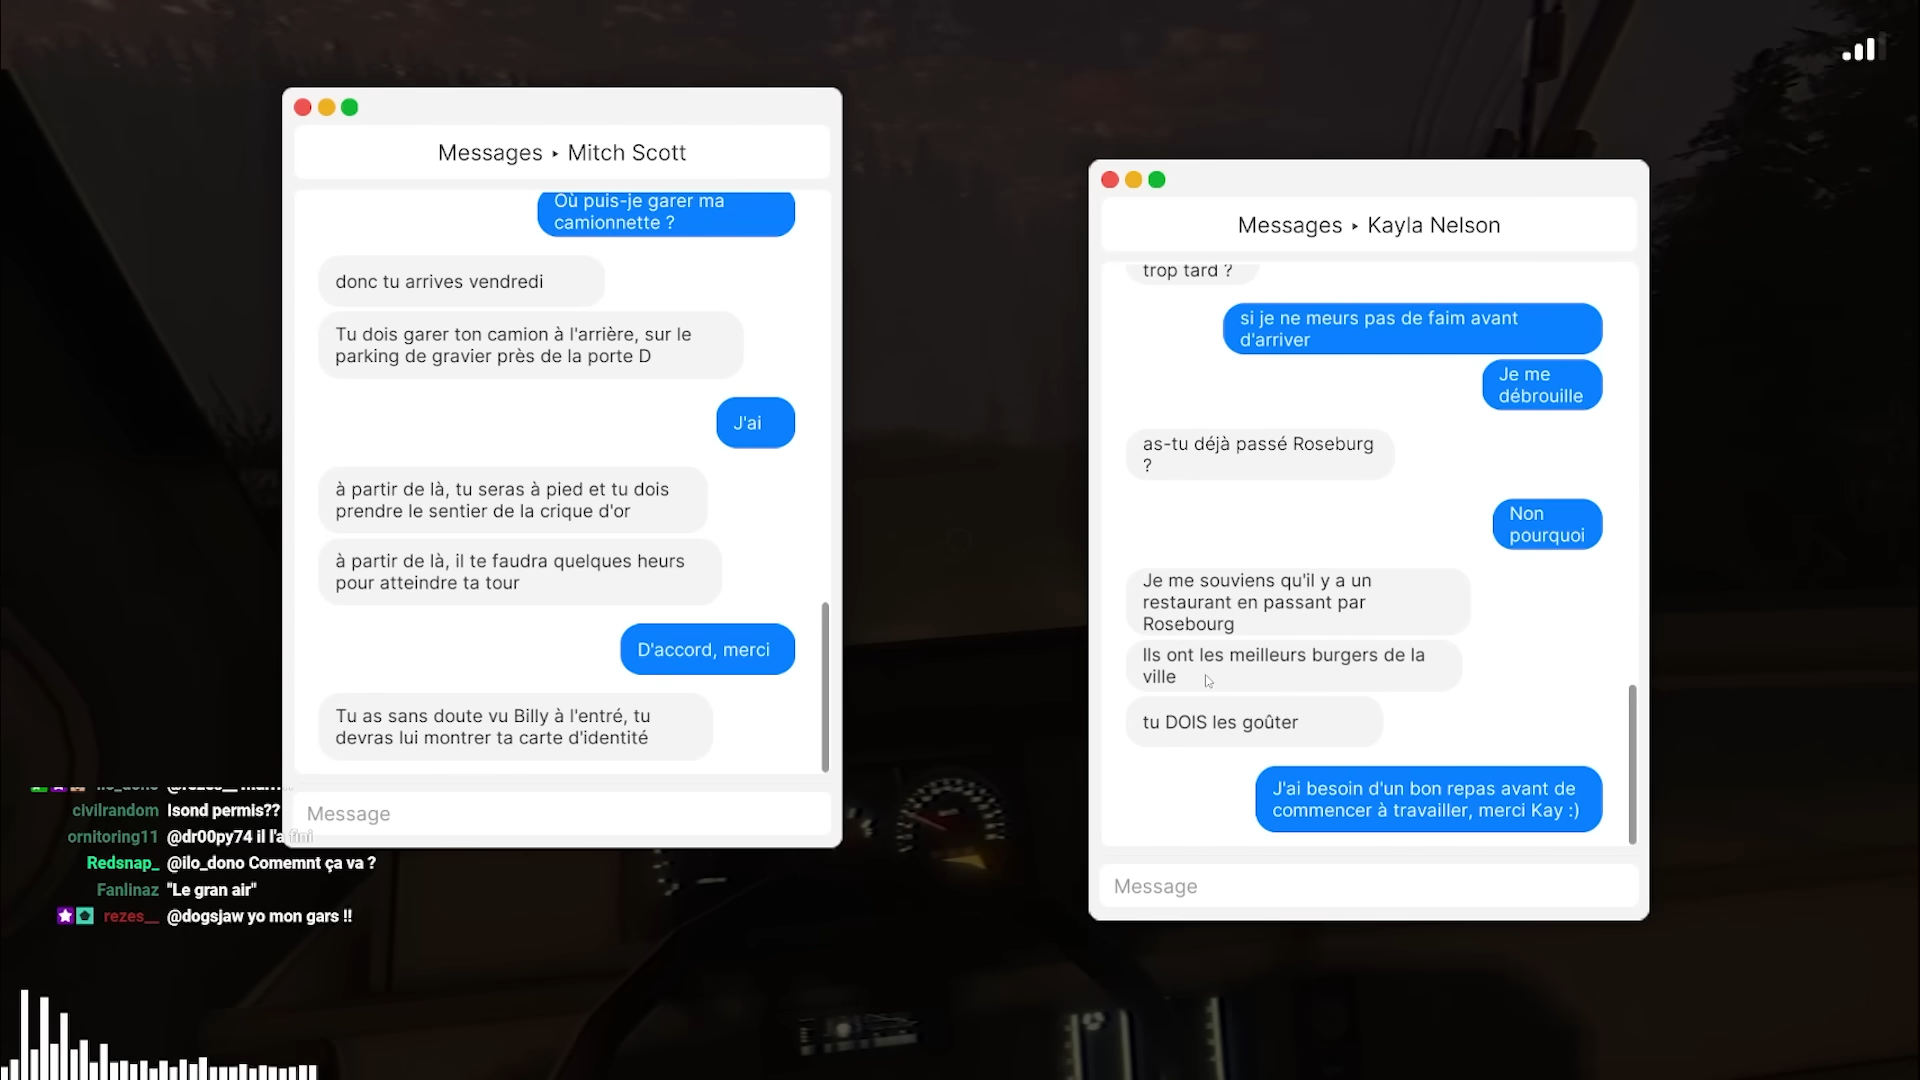 Messages ▸ Mitch Scott
Où puis-je garer ma
camionnette ?
donc tu arrives vendredi
Tu dois garer ton camion à l'arrière, sur le
parking de gravier près de la porte D
J'ai
à partir de là, tu seras à pied et tu dois
prendre le sentier de la crique d'or
à partir de là, il te faudra quelques heurs
pour atteindre ta tour
D'accord, merci
Tu as sans doute vu Billy à l'entré, tu
devras lui montrer ta carte d'identité
Message
Messages ▸ Kayla Nelson
trop tard ?
si je ne meurs pas de faim avant
d'arriver
Je me
débrouille
as-tu déjà passé Roseburg
?
Non
pourquoi
Je me souviens qu'il y a un
restaurant en passant par
Rosebourg
Ils ont les meilleurs burgers de la
ville
tu DOIS les goûter
J'ai besoin d'un bon repas avant de
commencer à travailler, merci Kay :)
Message
civilrandom Isond permis??
ornitoring11 @dr00py74 il l'a fini
Redsnap_ @ilo_dono Comemnt ça va ?
Fanlinaz "Le gran air"
rezes__ @dogsjaw yo mon gars !!